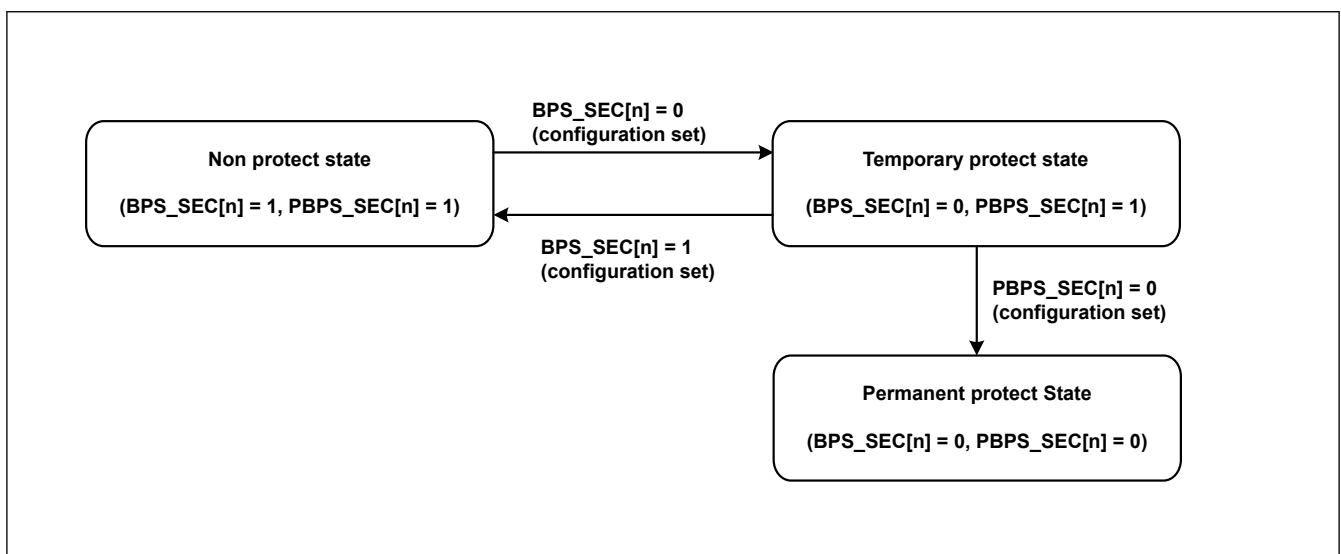 BPS_SEC[n] = 0
(configuration set)
Non protect state
(BPS_SEC[n] = 1, PBPS_SEC[n] = 1)
Temporary protect state
(BPS_SEC[n] = 0, PBPS_SEC[n] = 1)
BPS_SEC[n] = 1
(configuration set)
PBPS_SEC[n] = 0
(configuration set)
Permanent protect State
(BPS_SEC[n] = 0, PBPS_SEC[n] = 0)